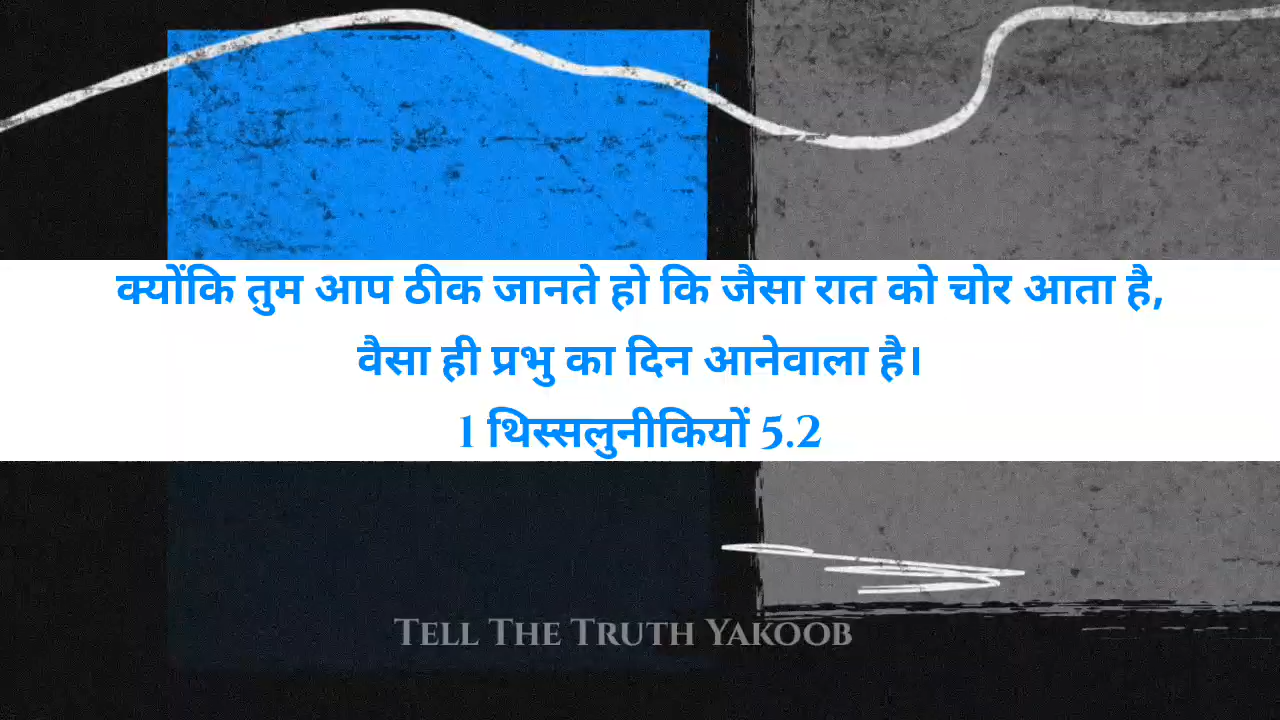 क्योंकि तुम आप ठीक जानते हो कि जैसा रात को चोर आता है,
वैसा ही प्रभु का दिन आनेवाला है।
1 थिस्सलुनीकियों 5.2
TELL THE TRUTH YAKOOB